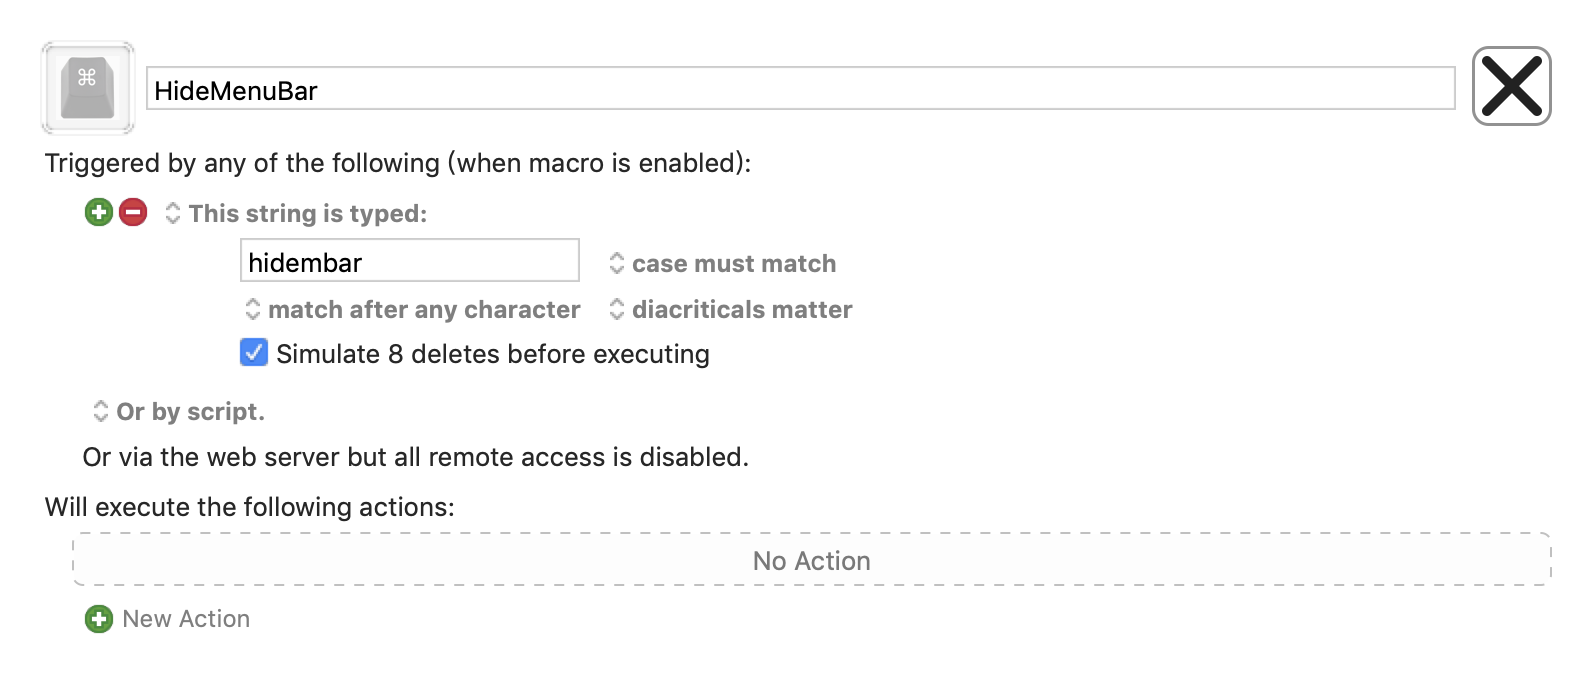 ⌘
HideMenuBar
Triggered by any of the following (when macro is enabled):
This string is typed:
hidembar
case must match
match after any character
diacriticals matter
Simulate 8 deletes before executing
Or by script.
Or via the web server but all remote access is disabled.
Will execute the following actions:
No Action
New Action